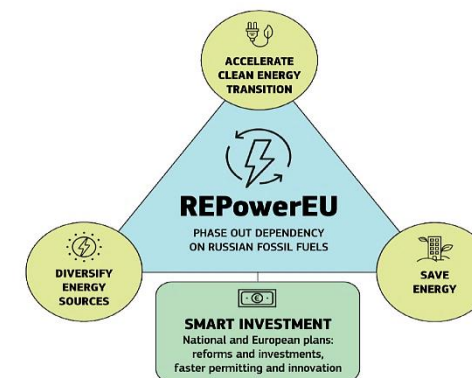 ACCELERATE
CLEAN ENERGY
TRANSITION
REPowerEU
PHASE OUT DEPENDENCY
ON RUSSIAN FOSSIL FUELS
DIVERSIFY
ENERGY
SOURCES
SAVE
ENERGY
€
SMART INVESTMENT
National and European plans:
reforms and investments,
faster permitting and innovation